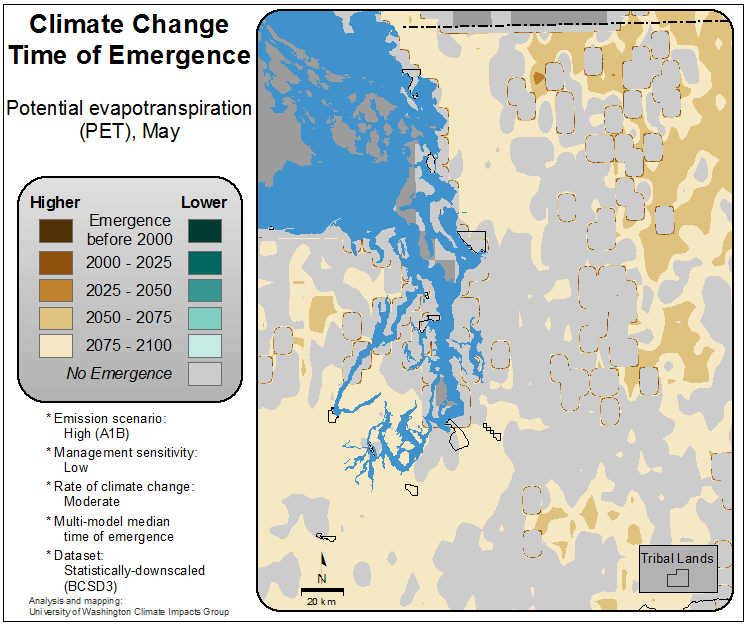 Climate Change
Time of Emergence
Potential evapotranspiration
(PET), May
Higher
Lower
Emergence
before 2000
2000 - 2025
2025 - 2050
2050 - 2075
2075 - 2100
No Emergence
* Emission scenario:
High (A1B)
* Management sensitivity:
Low
* Rate of climate change:
Moderate
* Multi-model median
time of emergence
* Dataset:
Statistically-downscaled
(BCSD3)
Analysis and mapping:
University of Washington Climate Impacts Group
N
20 km
Tribal Lands